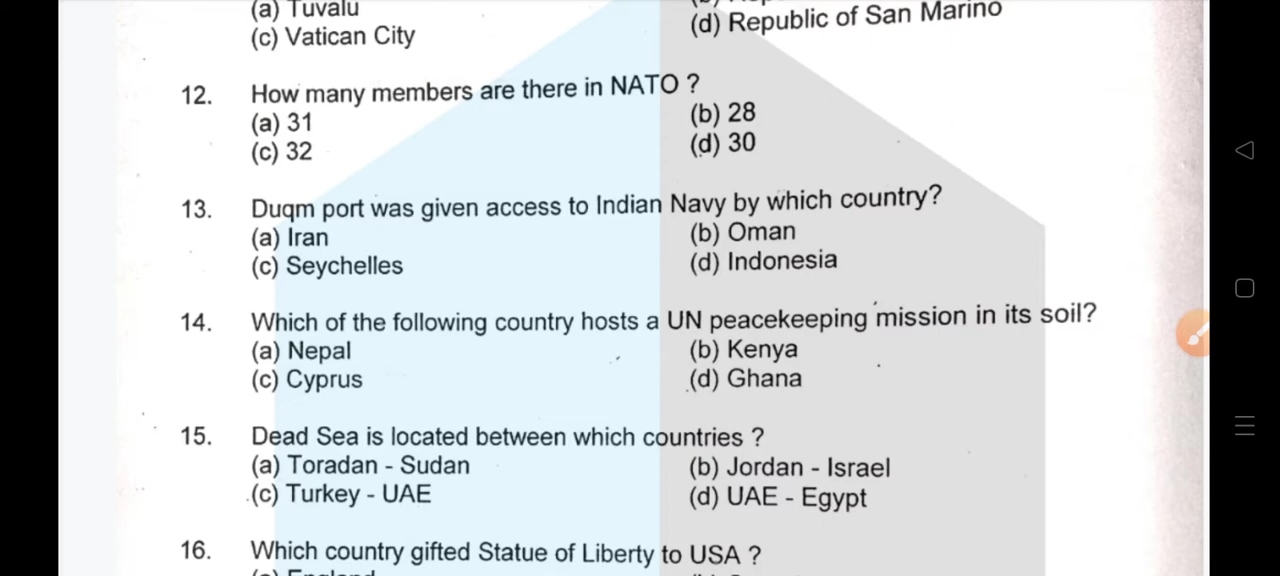 (a) Tuvalu
(c) Vatican City
(d) Republic of San Marino
12. How many members are there in NATO ?
(a) 31
(b) 28
(c) 32
(d) 30
13. Duqm port was given access to Indian Navy by which country?
(a) Iran
(b) Oman
(c) Seychelles
(d) Indonesia
14. Which of the following country hosts a UN peacekeeping mission in its soil?
(a) Nepal
(b) Kenya
(c) Cyprus
(d) Ghana
15. Dead Sea is located between which countries ?
(a) Toradan - Sudan
(b) Jordan - Israel
(c) Turkey - UAE
(d) UAE - Egypt
16. Which country gifted Statue of Liberty to USA ?
(a) England